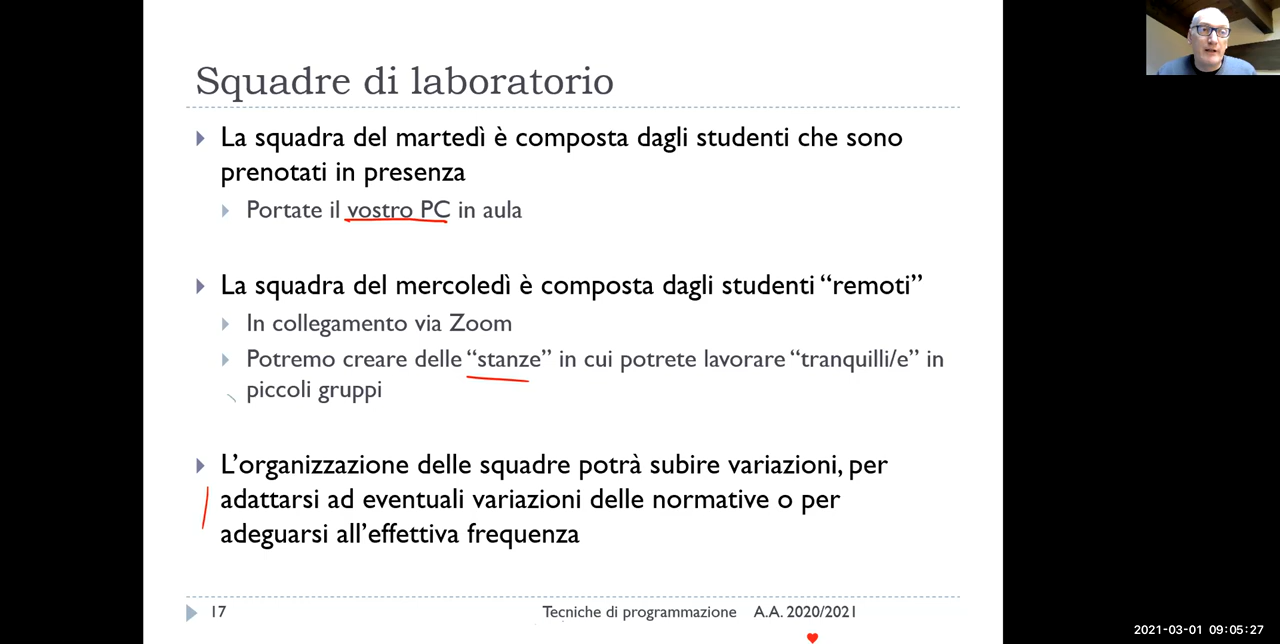 Squadre di laboratorio
La squadra del martedì è composta dagli studenti che sono
prenotati in presenza
Portate il vostro PC in aula
La squadra del mercoledì è composta dagli studenti “remoti”
In collegamento via Zoom
Potremo creare delle “stanze” in cui potrete lavorare “tranquilli/e” in
piccoli gruppi
L’organizzazione delle squadre potrà subire variazioni, per
adattarsi ad eventuali variazioni delle normative o per
adeguarsi all’effettiva frequenza
17 Tecniche di programmazione A.A. 2020/2021
2021-03-01 09:05:27